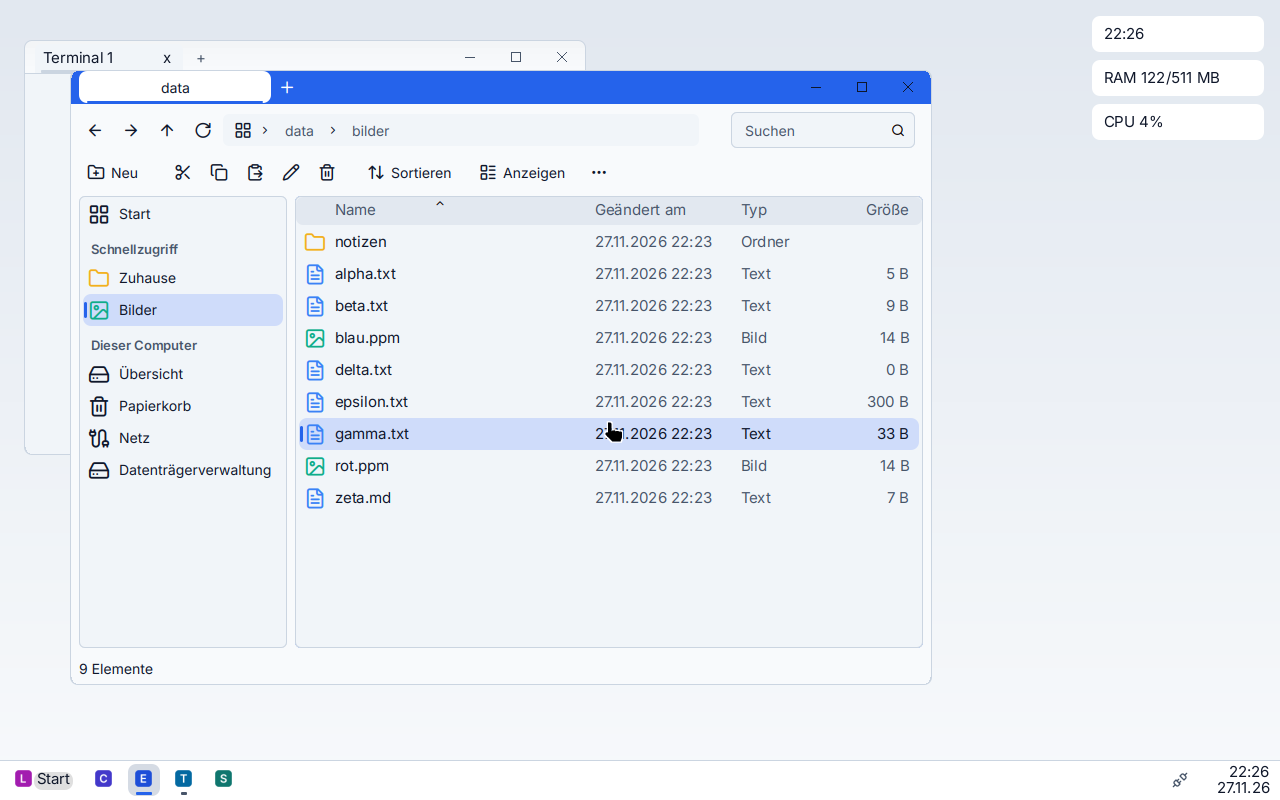 22:26
RAM 122/511 MB
CPU 4%
Terminal 1 x +
data
data bilder
Suchen
Neu Sortieren Anzeigen
Start
Schnellzugriff
Zuhause
Bilder
Dieser Computer
Übersicht
Papierkorb
Netz
Datenträgerverwaltung
Name Geändert am Typ Größe
notizen 27.11.2026 22:23 Ordner
alpha.txt 27.11.2026 22:23 Text 5 B
beta.txt 27.11.2026 22:23 Text 9 B
blau.ppm 27.11.2026 22:23 Bild 14 B
delta.txt 27.11.2026 22:23 Text 0 B
epsilon.txt 27.11.2026 22:23 Text 300 B
gamma.txt 27.11.2026 22:23 Text 33 B
rot.ppm 27.11.2026 22:23 Bild 14 B
zeta.md 27.11.2026 22:23 Text 7 B
9 Elemente
L Start C E T S
22:26
27.11.26